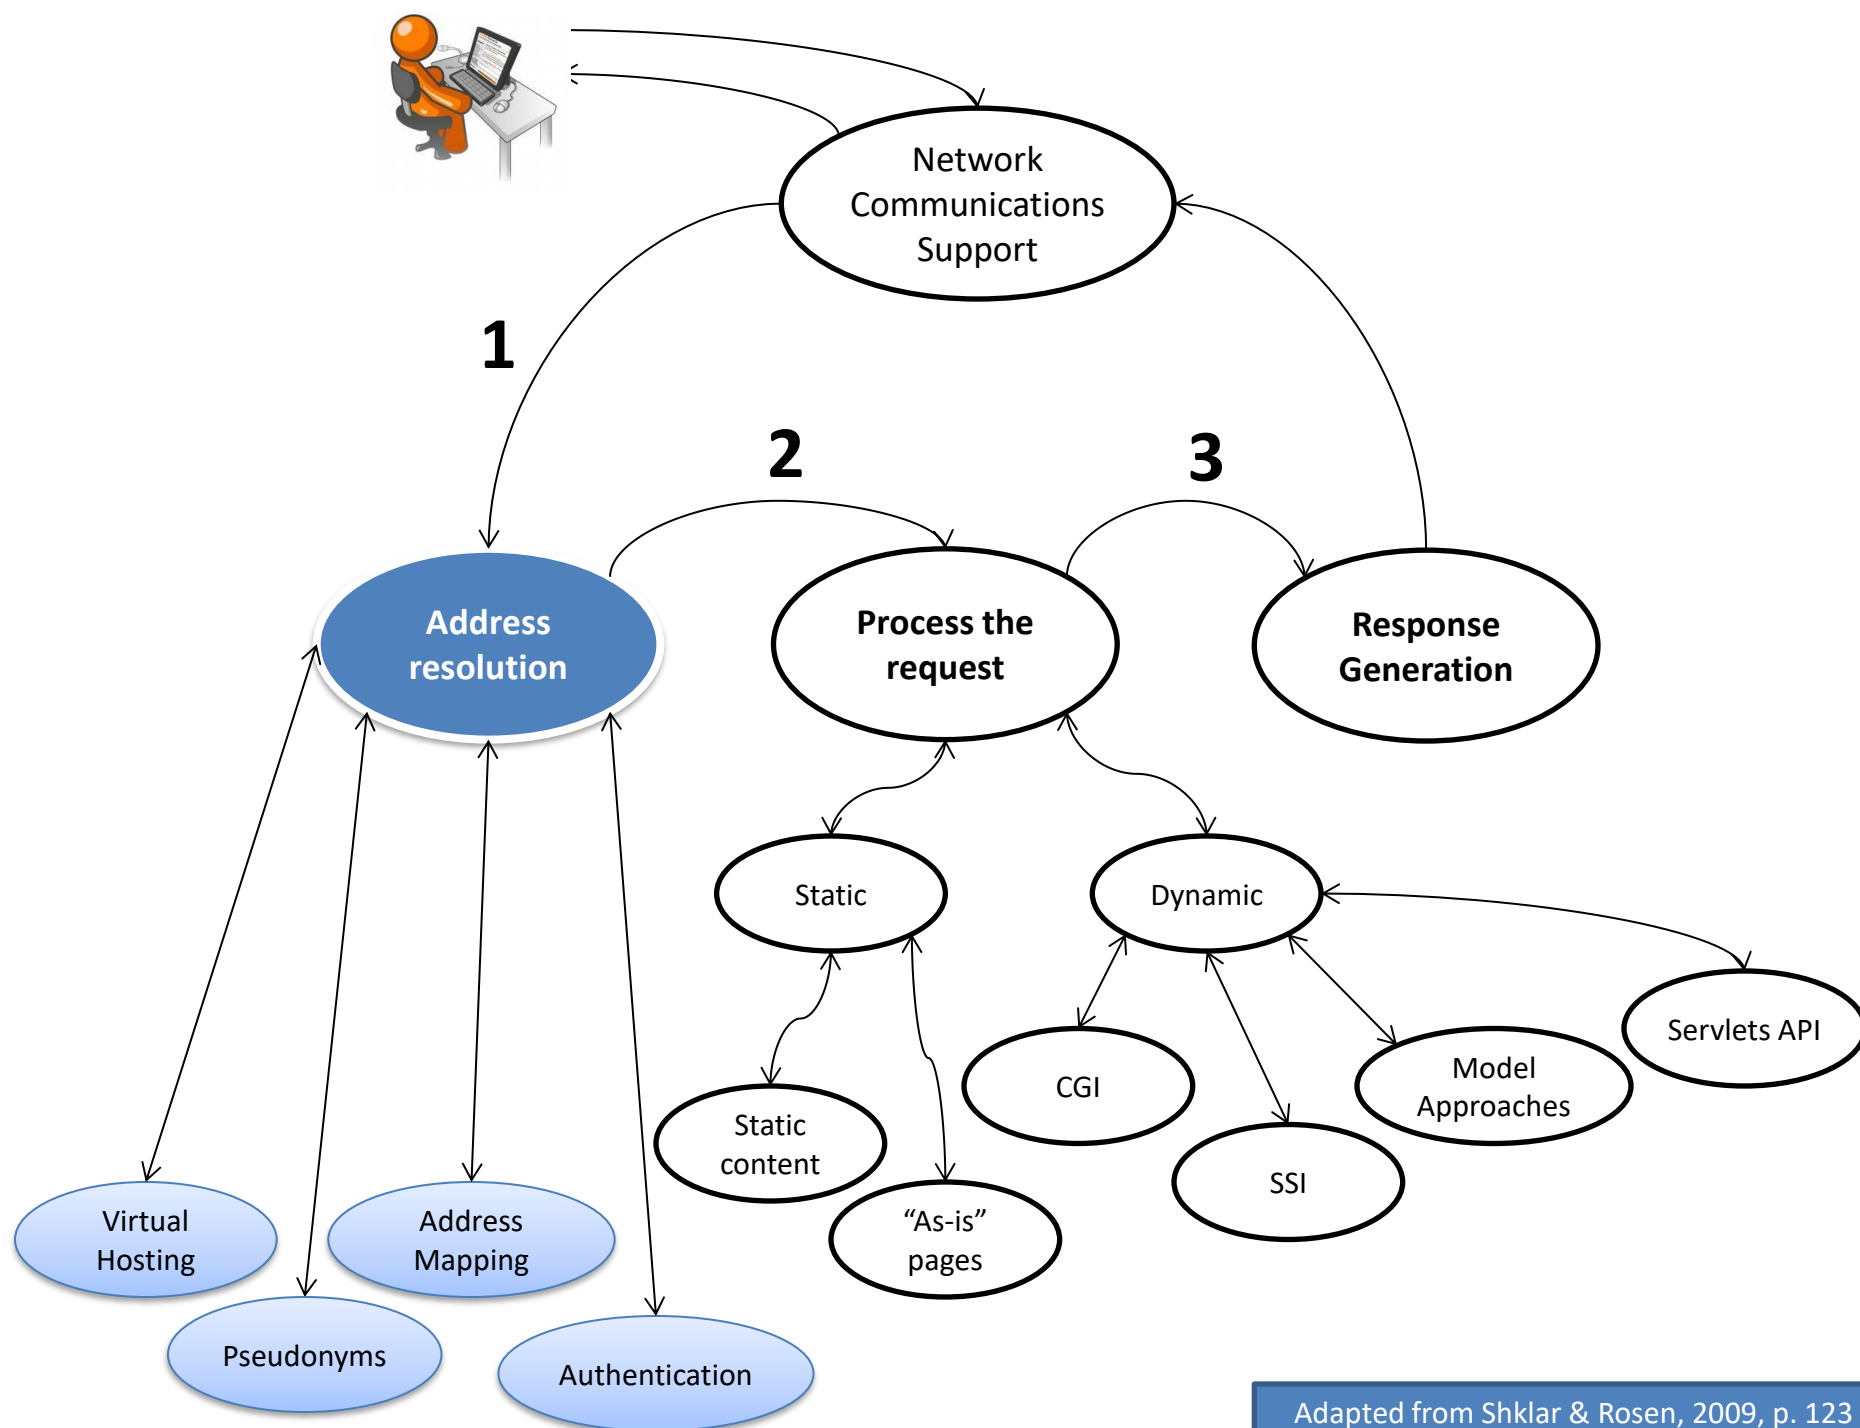 Network
Communications
Support
1
2
3
Address
resolution
Process the
request
Response
Generation
Static
Dynamic
Servlets API
CGI
Model
Approaches
Static
content
SSI
Virtual
Hosting
Address
Mapping
“As-is”
pages
Pseudonyms
Authentication
Adapted from Shklar & Rosen, 2009, p. 123